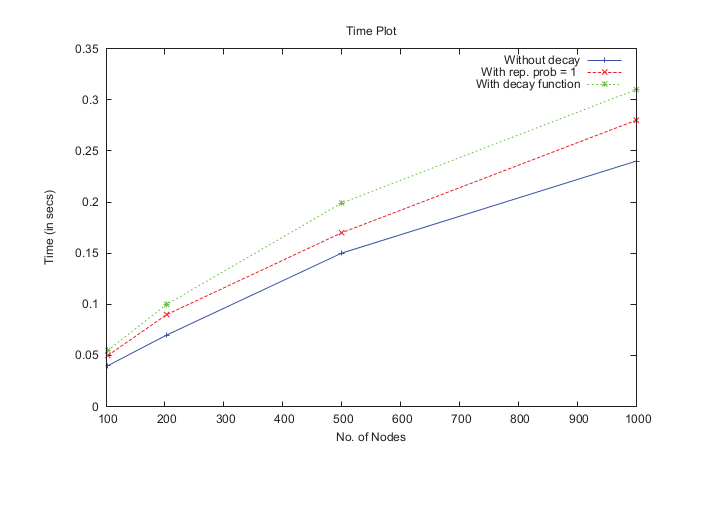 Time Plot
0.35
0.3
0.25
0.2
0.15
0.1
0.05
0
Time (in secs)
Without decay
With rep. prob = 1
With decay function
100 200 300 400 500 600 700 800 900 1000
No. of Nodes